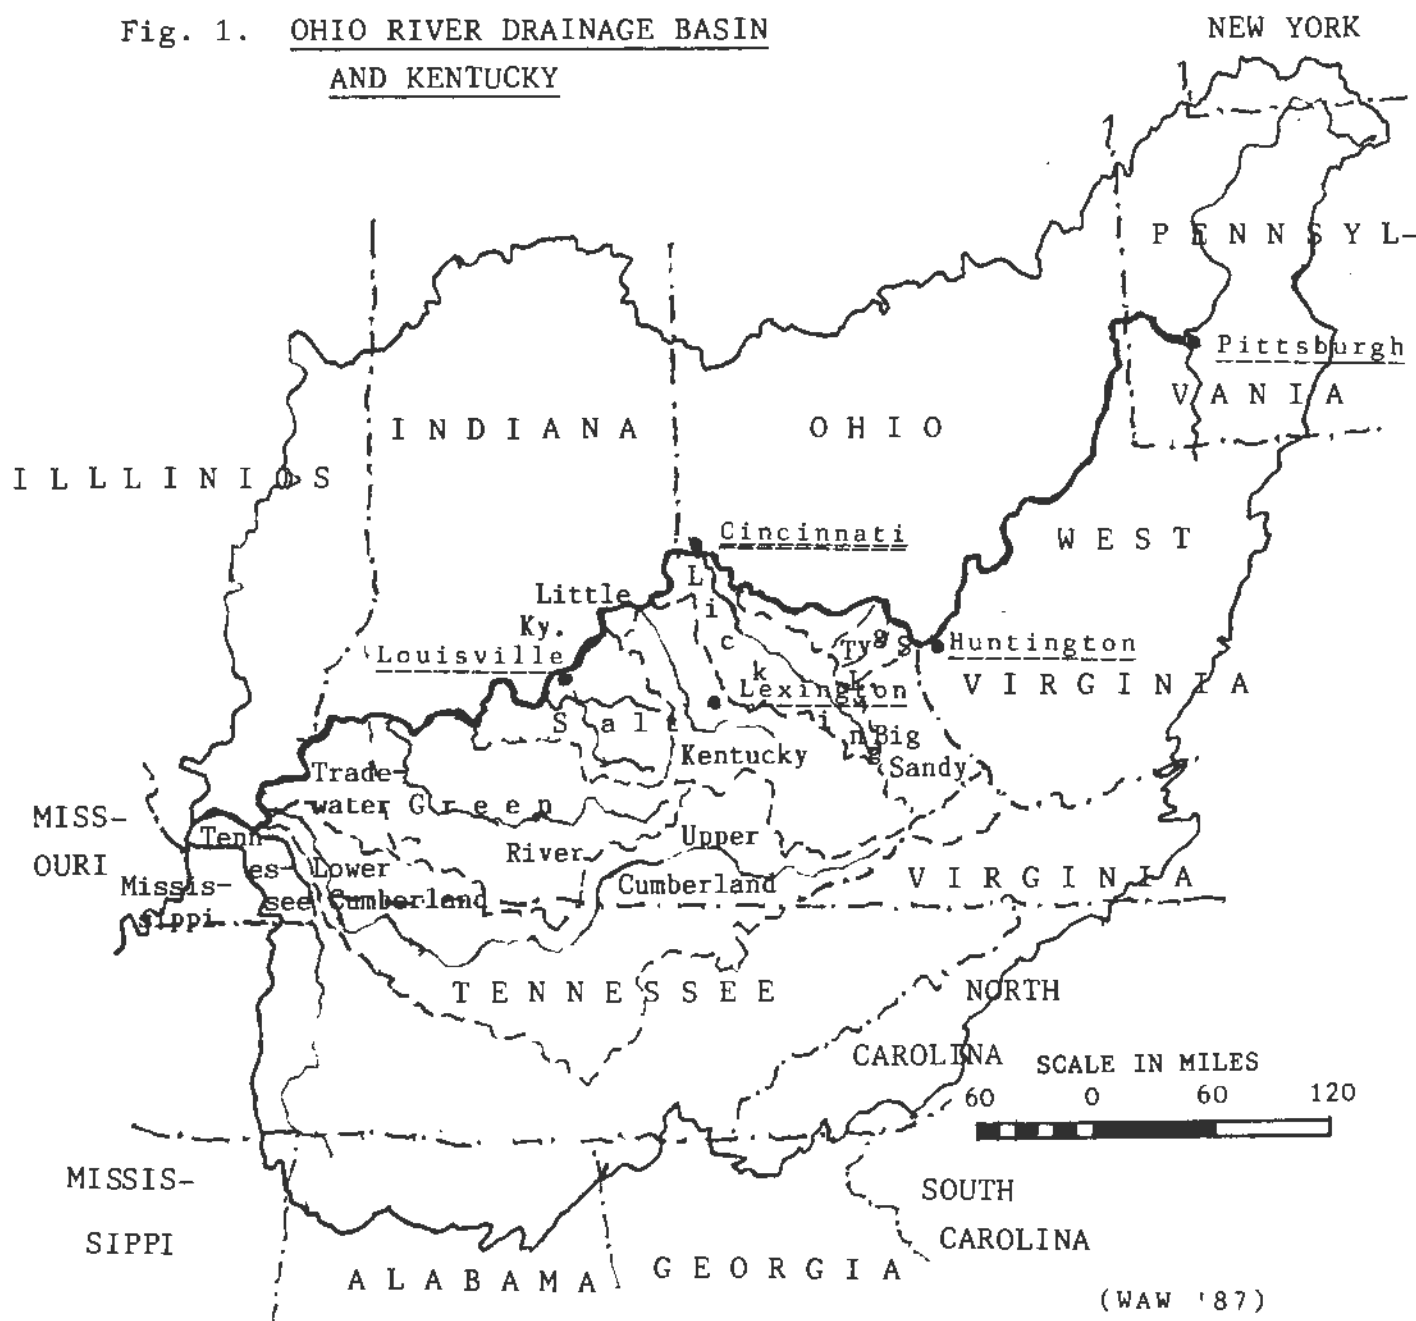 Fig. 1. OHIO RIVER DRAINAGE BASIN
AND KENTUCKY
NEW YORK
PENNSYL-
VANIA
Pittsburgh
INDIANA
OHIO
ILLLINIOS
Cincinnati
WEST
VIRGINIA
Little
Ky.
Licking
Tygs
Huntington
Louisville
Lexington
Salt
Kentucky
Big
Sandy
Trade-
water
Green
River
Upper
Cumberland
MISS-
OURI
Tenn
es-
see
Lower
Cumberland
Missis-
sippi
VIRGINIA
TENNESSEE
NORTH
CAROLINA
SCALE IN MILES
60 0 60 120
MISSIS-
SIPPI
SOUTH
CAROLINA
ALABAMA
GEORGIA
(WAW '87)